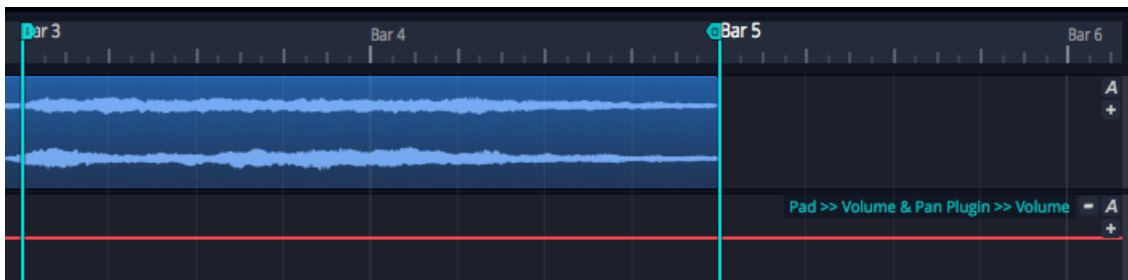 Bar 3
Bar 4
Bar 5
Bar 6
A
+
Pad >> Volume & Pan Plugin >> Volume - A
+